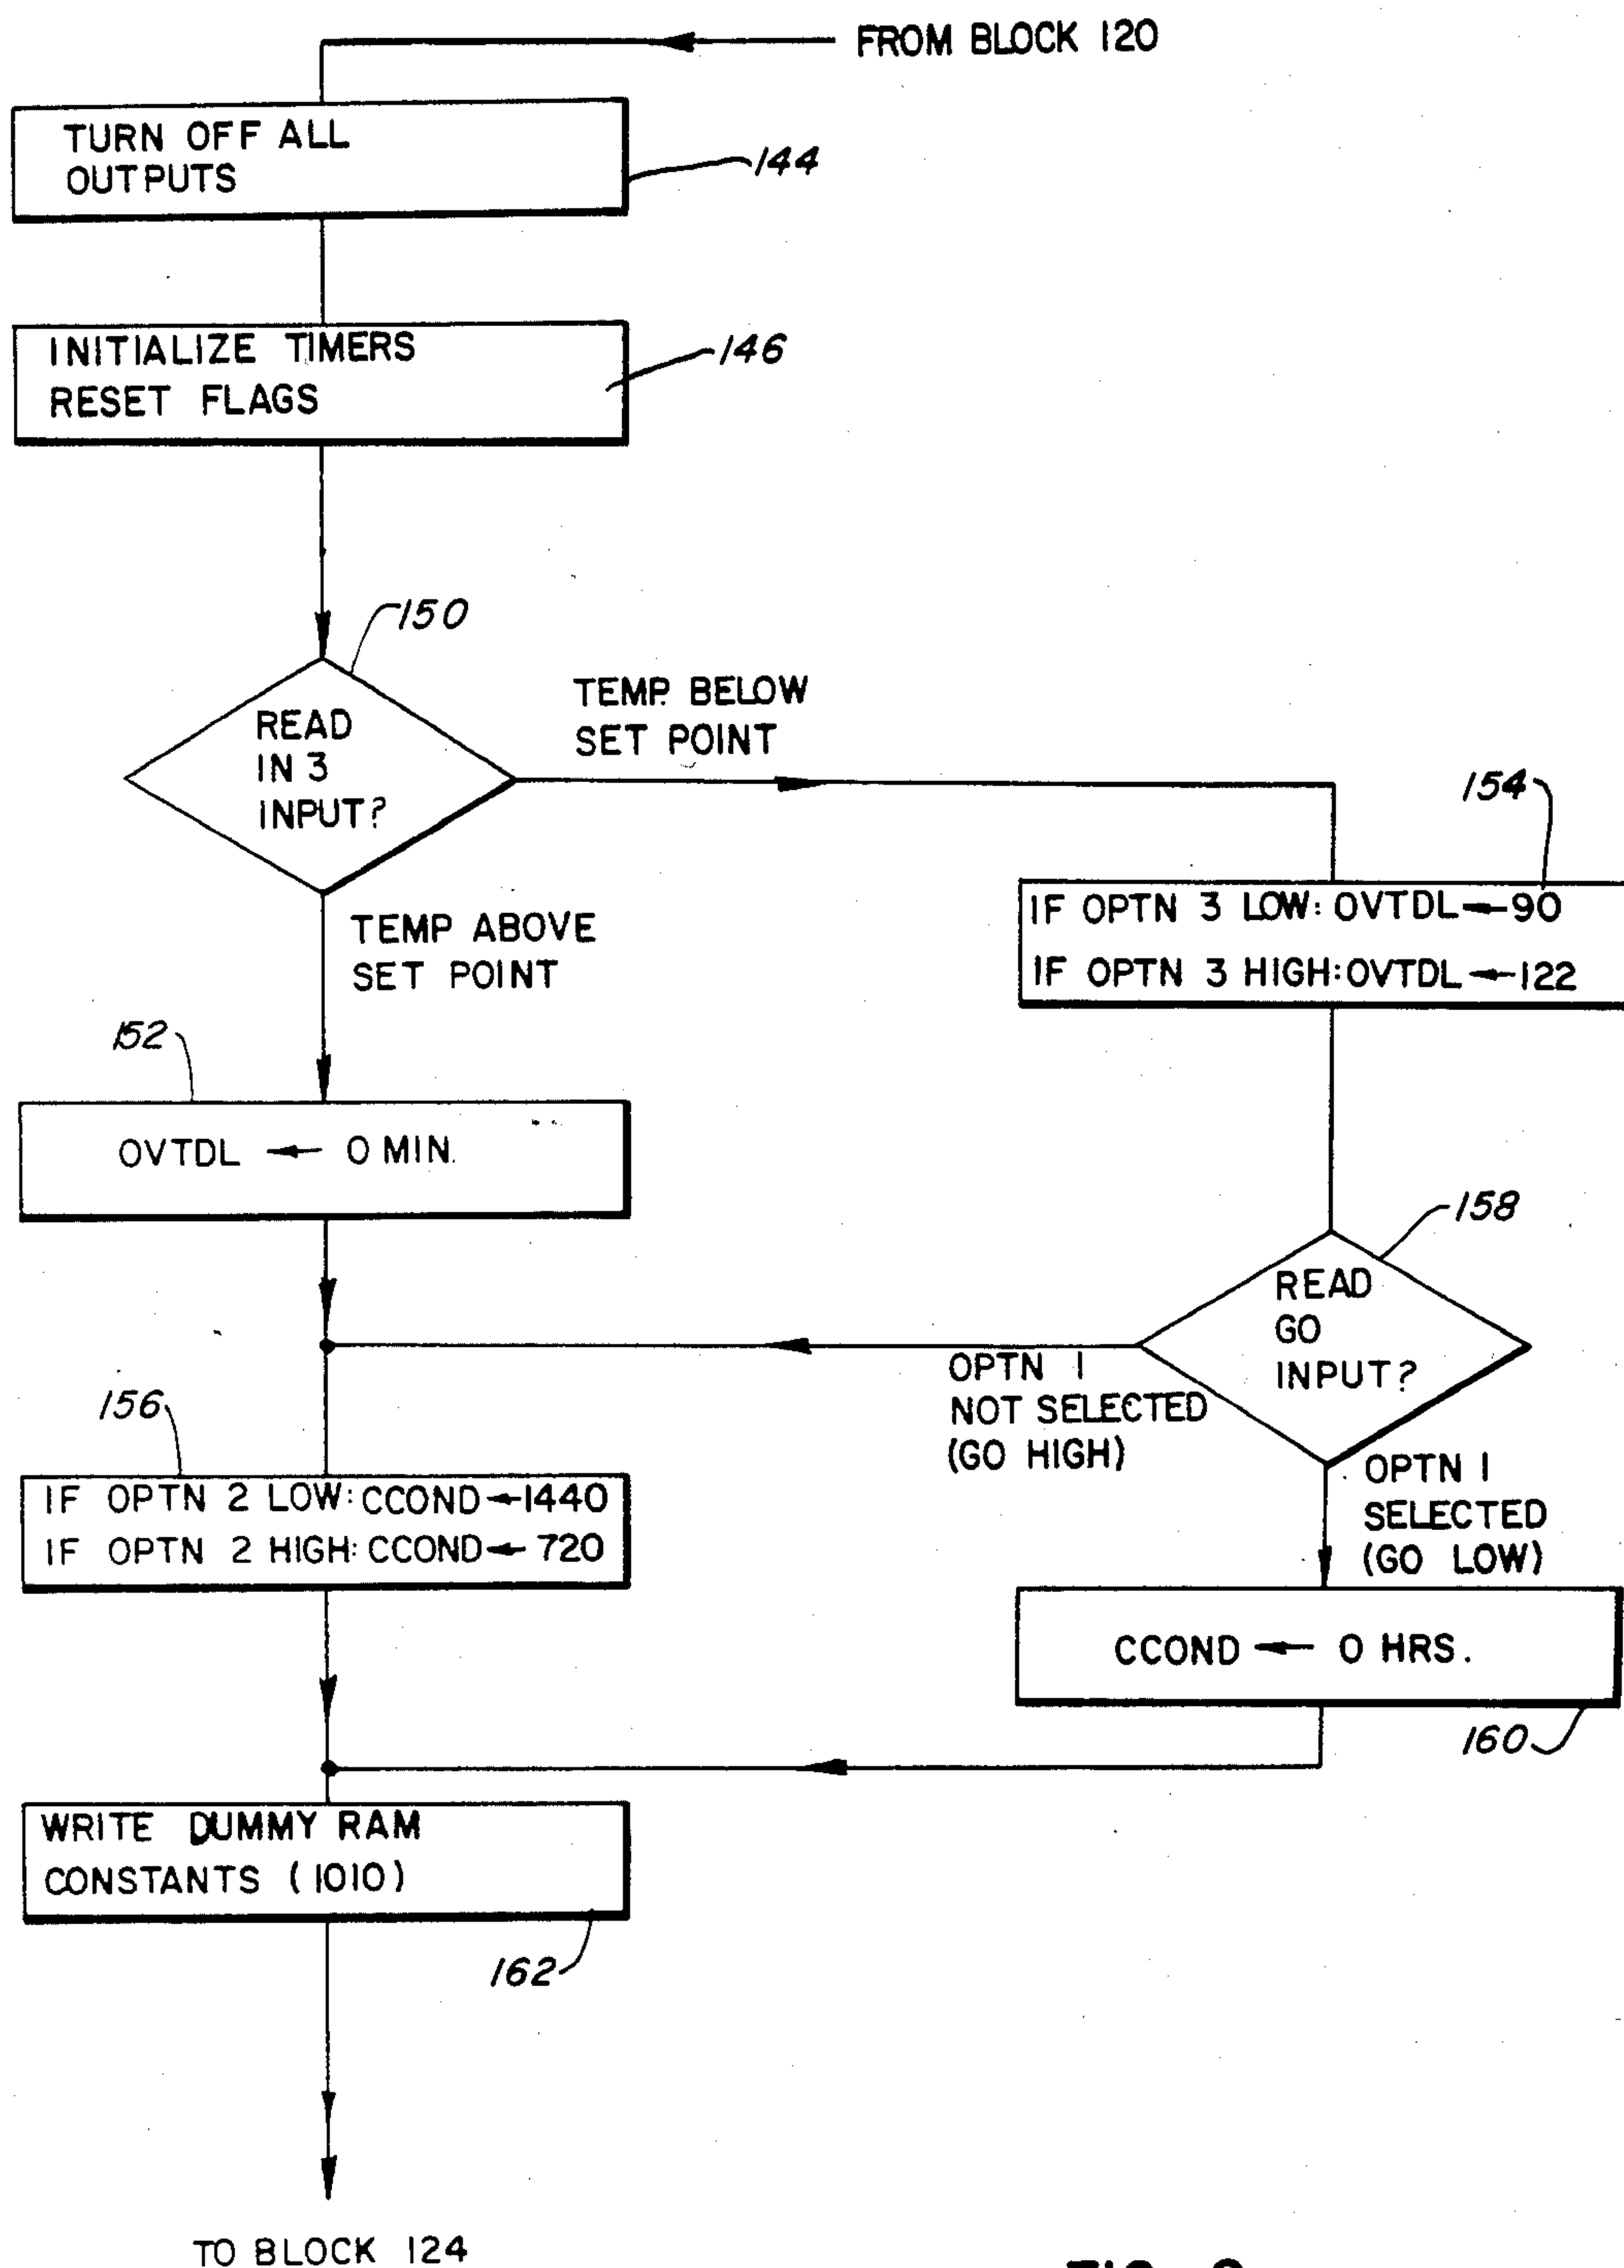 FROM BLOCK 120
TURN OFF ALL
OUTPUTS
144
INITIALIZE TIMERS
RESET FLAGS
146
150
READ
IN 3
INPUT?
TEMP. BELOW
SET POINT
154
IF OPTN 3 LOW: OVTDL ← 90
IF OPTN 3 HIGH: OVTDL ← 122
TEMP ABOVE
SET POINT
152
OVTDL ← 0 MIN.
158
READ
GO
INPUT?
OPTN 1
NOT SELECTED
(GO HIGH)
156
IF OPTN 2 LOW: CCOND ← 1440
IF OPTN 2 HIGH: CCOND ← 720
OPTN 1
SELECTED
(GO LOW)
CCOND ← 0 HRS.
160
WRITE DUMMY RAM
CONSTANTS (1010)
162
TO BLOCK 124